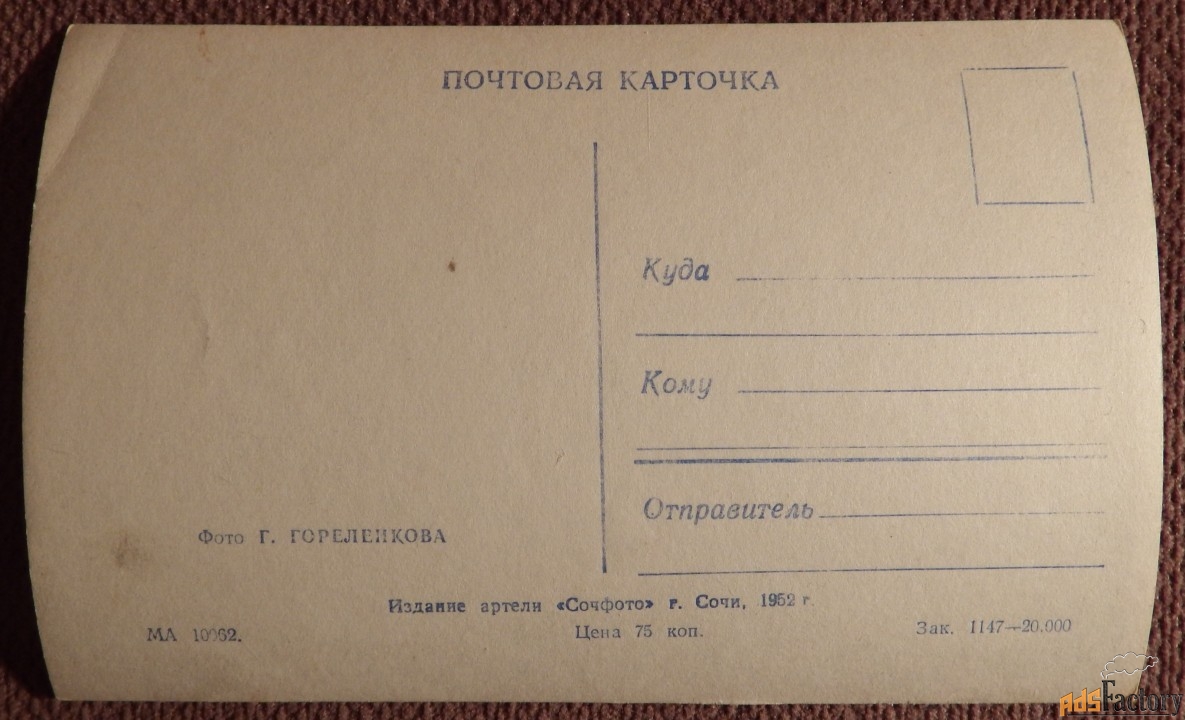 ПОЧТОВАЯ КАРТОЧКА
Куда
Кому
Отправитель
Фото Г. ГОРЕЛЕНКОВА
Издание артели «Сочфото» г. Сочи, 1952 г.
МА
Цена 75 коп.
Зак. 1147—20.000
AdsFactory